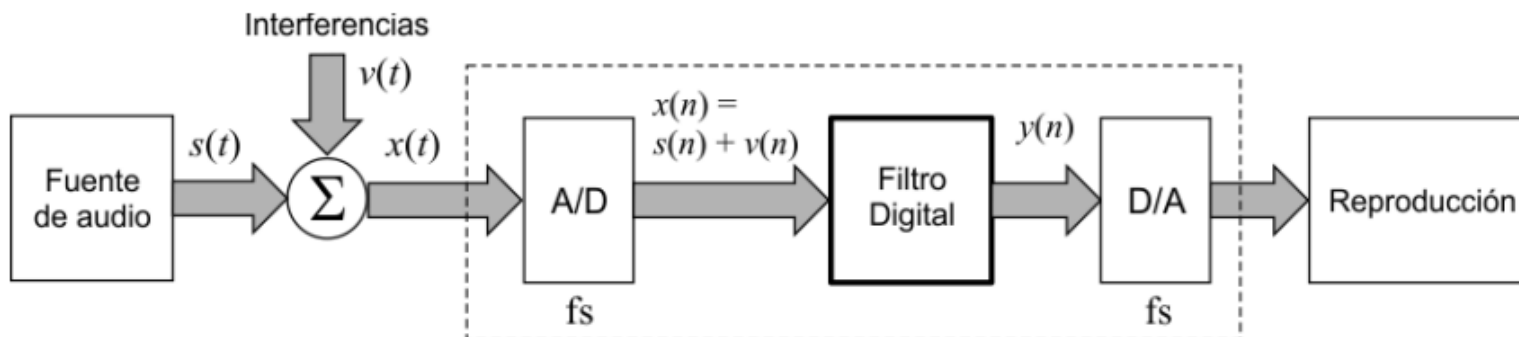 Interferencias
v(t)
Fuente
de audio
s(t)
Σ
x(t)
A/D
fs
x(n) =
s(n) + v(n)
Filtro
Digital
y(n)
D/A
fs
Reproducción